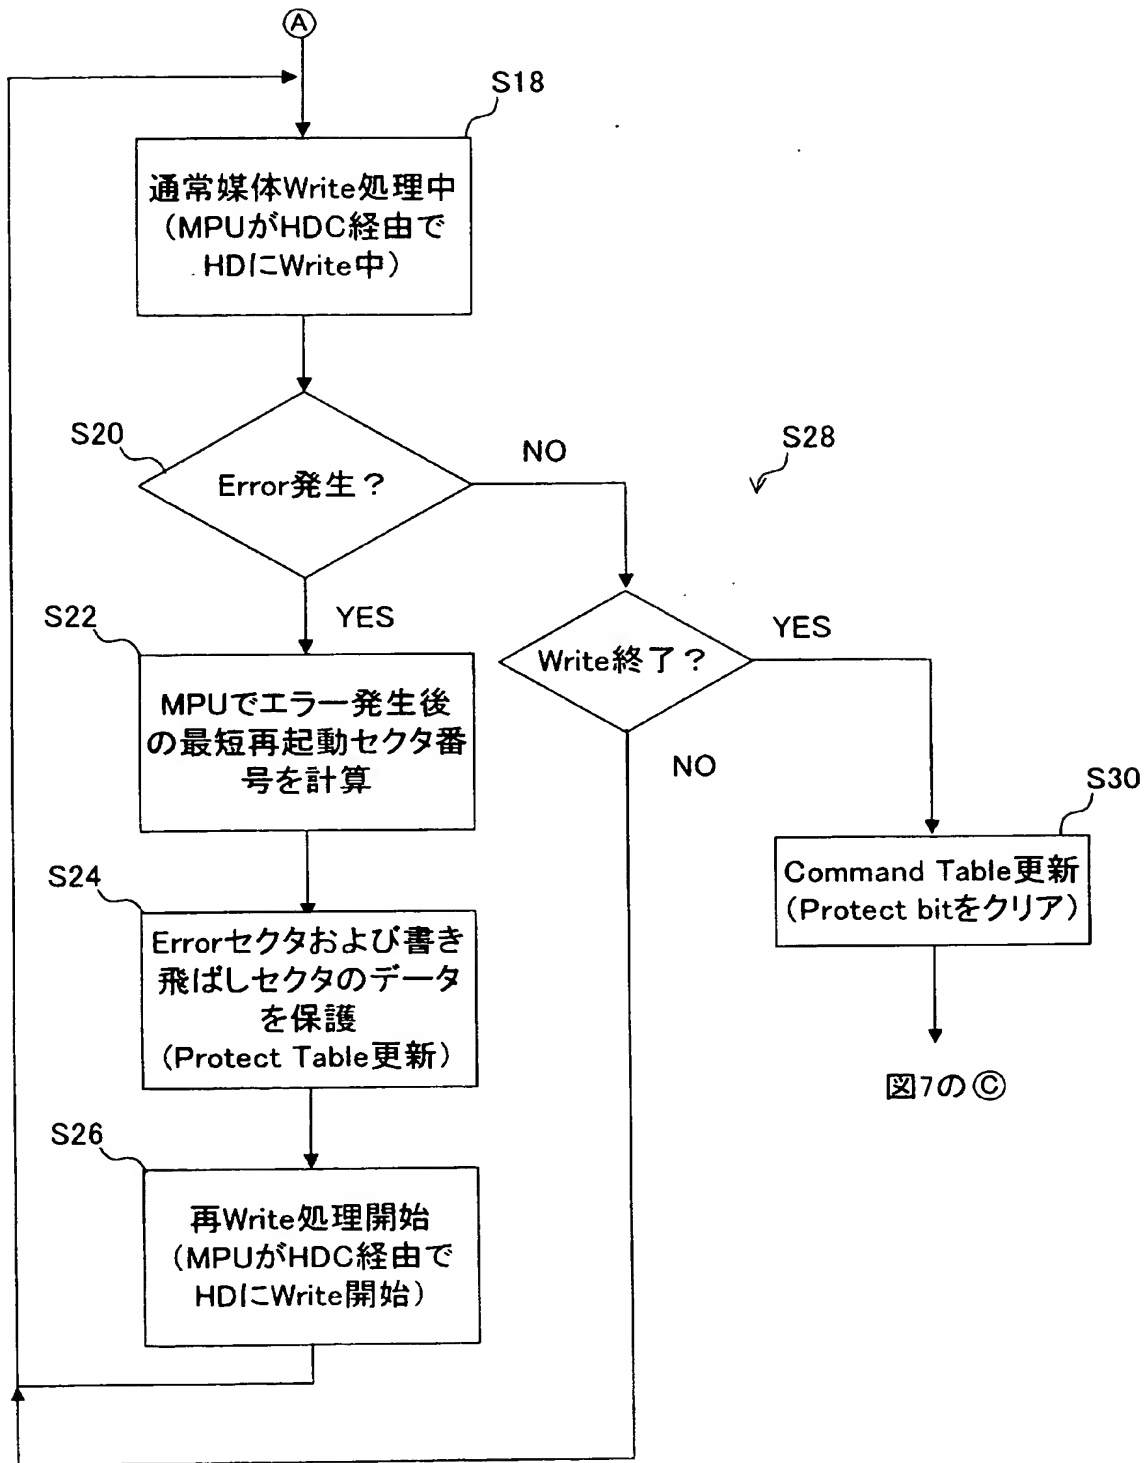 Ⓐ
S18
通常媒体Write処理中
(MPUがHDC経由で
HDにWrite中)
S20
Error発生？
NO
S28
YES
S22
Write終了？
YES
MPUでエラー発生後
の最短再起動セクタ番
号を計算
NO
S30
Command Table更新
(Protect bitをクリア)
S24
Errorセクタおよび書き
飛ばしセクタのデータ
を保護
(Protect Table更新)
図7のⒸ
S26
再Write処理開始
(MPUがHDC経由で
HDにWrite開始)